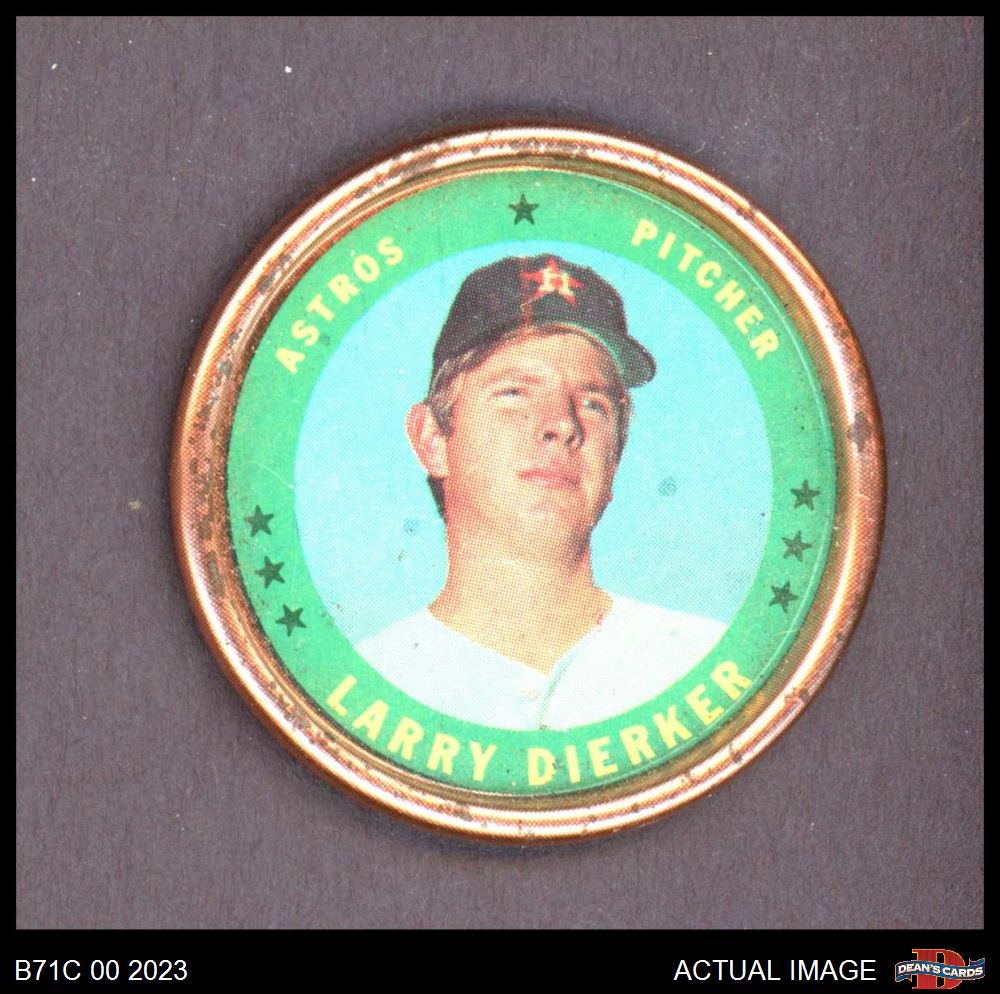 ASTROS PITCHER
H
LARRY DIERKER
B71C 00 2023
ACTUAL IMAGE
D
DEAN'S CARDS